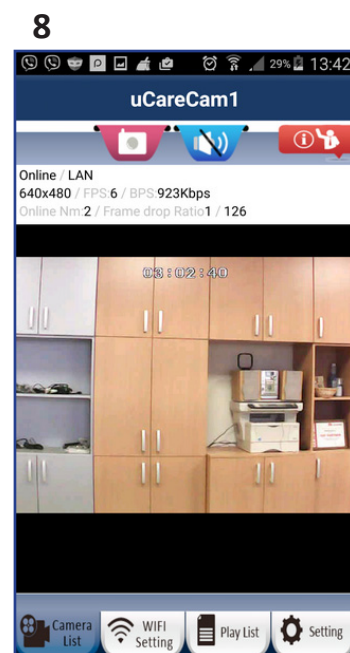 8
29% 13:42
uCareCam1
Online / LAN
640x480 / FPS:6 / BPS:923Kbps
Online Nm:2 / Frame drop Ratio1 / 126
03:02:40
Camera List
WIFI Setting
Play List
Setting